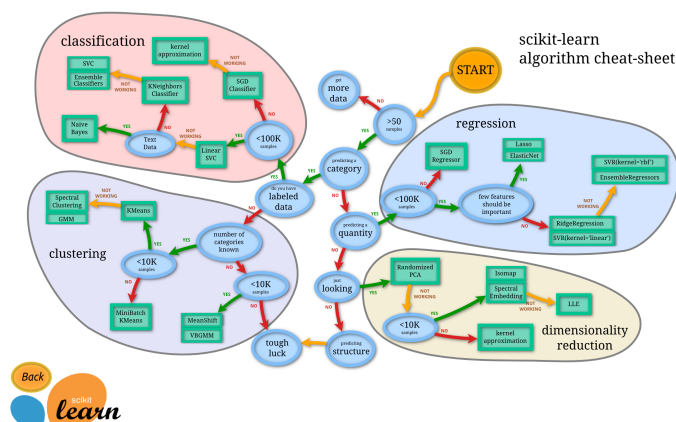 classification
kernel
approximation
SVC
Ensemble
Classifiers
KNeighbors
Classifier
NOT
WORKING
NOT
WORKING
SGD
Classifier
Naive
Bayes
YES
Text
Data
NO
NOT
WORKING
Linear
SVC
YES
<100K
samples
NO
YES
scikit-learn
algorithm cheat-sheet
START
get
more
data
NO
>50
samples
YES
predicting a
category
YES
do you have
labeled
data
NO
NO
regression
SGD
Regressor
Lasso
ElasticNet
SVR(kernel='rbf')
EnsembleRegressors
NO
YES
NOT
WORKING
<100K
samples
YES
few features
should be
important
NO
RidgeRegression
SVR(kernel='linear')
predicting a
quantity
YES
NO
clustering
Spectral
Clustering
GMM
NOT
WORKING
KMeans
YES
<10K
samples
NO
MiniBatch
KMeans
YES
number of
categories
known
NO
<10K
samples
YES
NO
MeanShift
VBGMM
just
looking
YES
NO
dimensionality
reduction
Randomized
PCA
NOT
WORKING
<10K
samples
YES
NO
Isomap
Spectral
Embedding
NOT
WORKING
LLE
kernel
approximation
tough
luck
predicting
structure
Back
scikit
learn